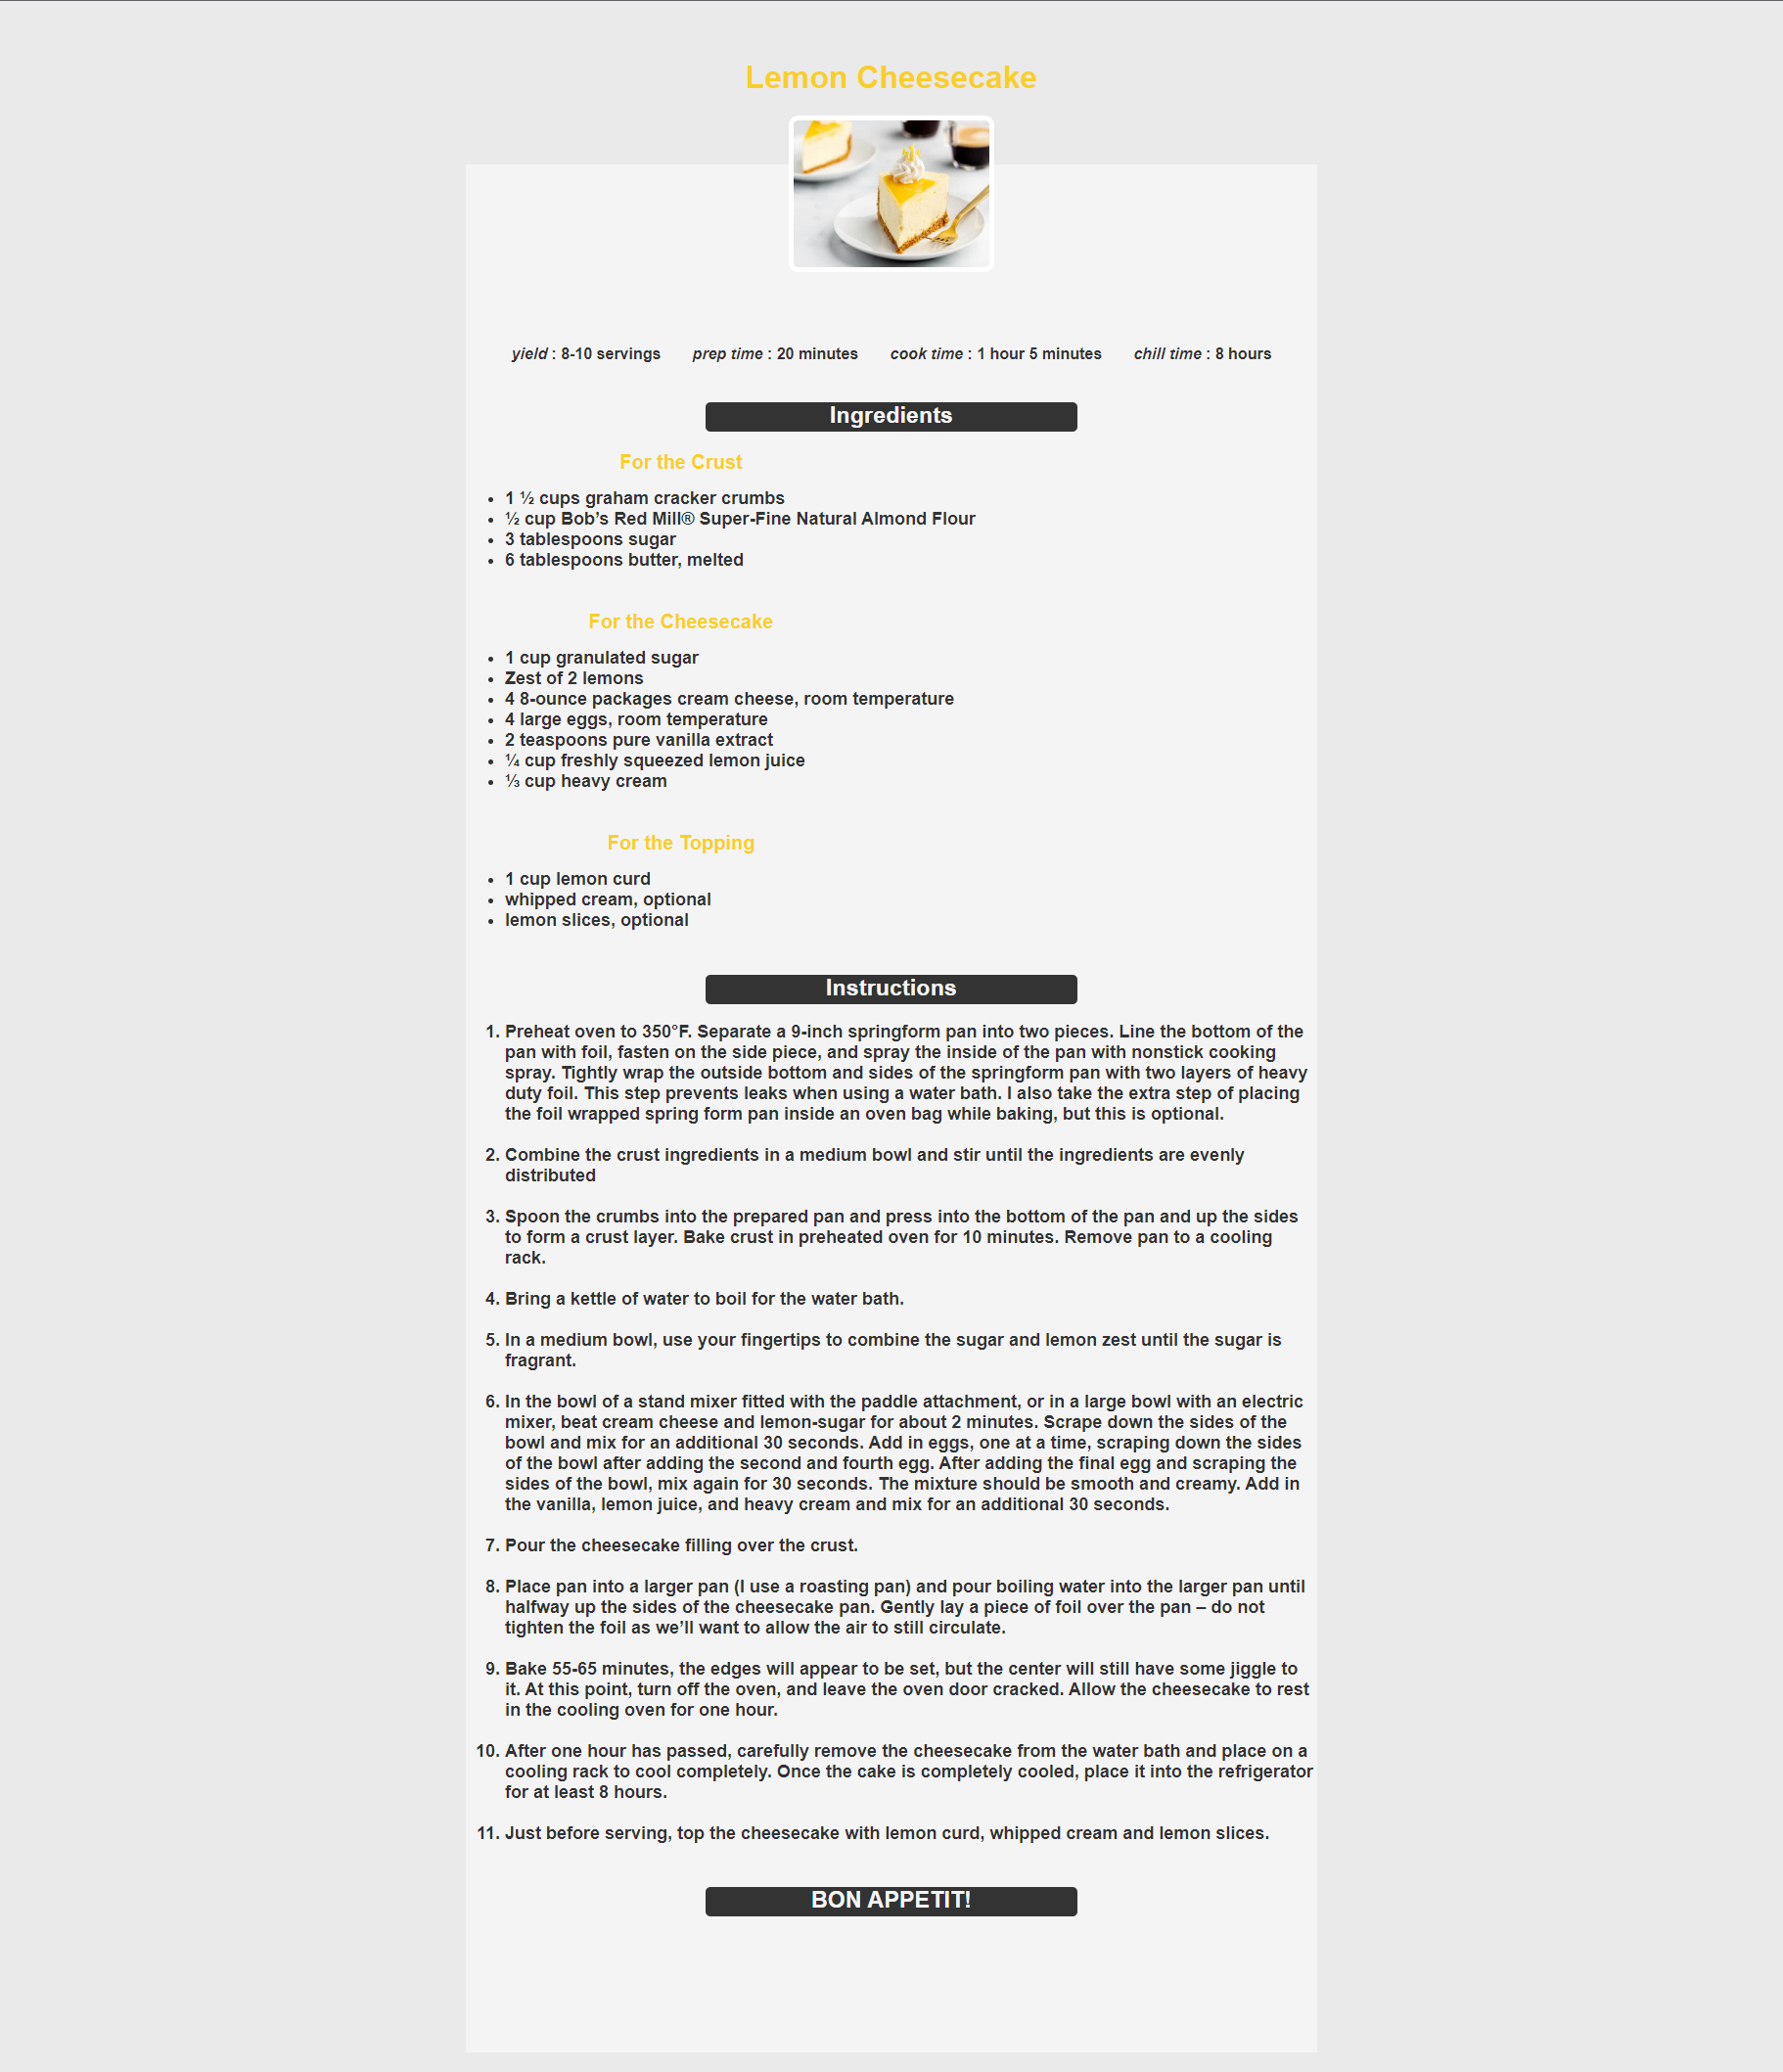 Lemon Cheesecake
yield : 8-10 servings prep time : 20 minutes cook time : 1 hour 5 minutes chill time : 8 hours
Ingredients
For the Crust
• 1 ½ cups graham cracker crumbs
• ½ cup Bob’s Red Mill® Super-Fine Natural Almond Flour
• 3 tablespoons sugar
• 6 tablespoons butter, melted
For the Cheesecake
• 1 cup granulated sugar
• Zest of 2 lemons
• 4 8-ounce packages cream cheese, room temperature
• 4 large eggs, room temperature
• 2 teaspoons pure vanilla extract
• ¼ cup freshly squeezed lemon juice
• ⅓ cup heavy cream
For the Topping
• 1 cup lemon curd
• whipped cream, optional
• lemon slices, optional
Instructions
1. Preheat oven to 350°F. Separate a 9-inch springform pan into two pieces. Line the bottom of the
pan with foil, fasten on the side piece, and spray the inside of the pan with nonstick cooking
spray. Tightly wrap the outside bottom and sides of the springform pan with two layers of heavy
duty foil. This step prevents leaks when using a water bath. I also take the extra step of placing
the foil wrapped spring form pan inside an oven bag while baking, but this is optional.
2. Combine the crust ingredients in a medium bowl and stir until the ingredients are evenly
distributed
3. Spoon the crumbs into the prepared pan and press into the bottom of the pan and up the sides
to form a crust layer. Bake crust in preheated oven for 10 minutes. Remove pan to a cooling
rack.
4. Bring a kettle of water to boil for the water bath.
5. In a medium bowl, use your fingertips to combine the sugar and lemon zest until the sugar is
fragrant.
6. In the bowl of a stand mixer fitted with the paddle attachment, or in a large bowl with an electric
mixer, beat cream cheese and lemon-sugar for about 2 minutes. Scrape down the sides of the
bowl and mix for an additional 30 seconds. Add in eggs, one at a time, scraping down the sides
of the bowl after adding the second and fourth egg. After adding the final egg and scraping the
sides of the bowl, mix again for 30 seconds. The mixture should be smooth and creamy. Add in
the vanilla, lemon juice, and heavy cream and mix for an additional 30 seconds.
7. Pour the cheesecake filling over the crust.
8. Place pan into a larger pan (I use a roasting pan) and pour boiling water into the larger pan until
halfway up the sides of the cheesecake pan. Gently lay a piece of foil over the pan – do not
tighten the foil as we’ll want to allow the air to still circulate.
9. Bake 55-65 minutes, the edges will appear to be set, but the center will still have some jiggle to
it. At this point, turn off the oven, and leave the oven door cracked. Allow the cheesecake to rest
in the cooling oven for one hour.
10. After one hour has passed, carefully remove the cheesecake from the water bath and place on a
cooling rack to cool completely. Once the cake is completely cooled, place it into the refrigerator
for at least 8 hours.
11. Just before serving, top the cheesecake with lemon curd, whipped cream and lemon slices.
BON APPETIT!